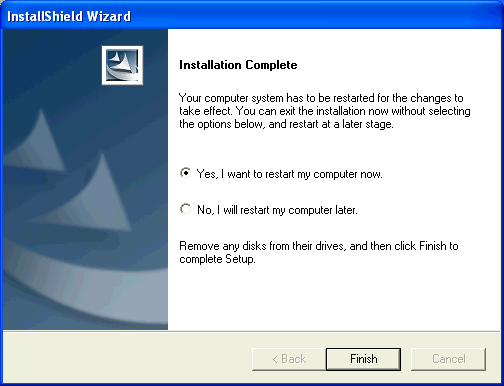 InstallShield Wizard
Installation Complete
Your computer system has to be restarted for the changes to
take effect. You can exit the installation now without selecting
the options below, and restart at a later stage.
Yes, I want to restart my computer now.
No, I will restart my computer later.
Remove any disks from their drives, and then click Finish to
complete Setup.
< Back Finish Cancel